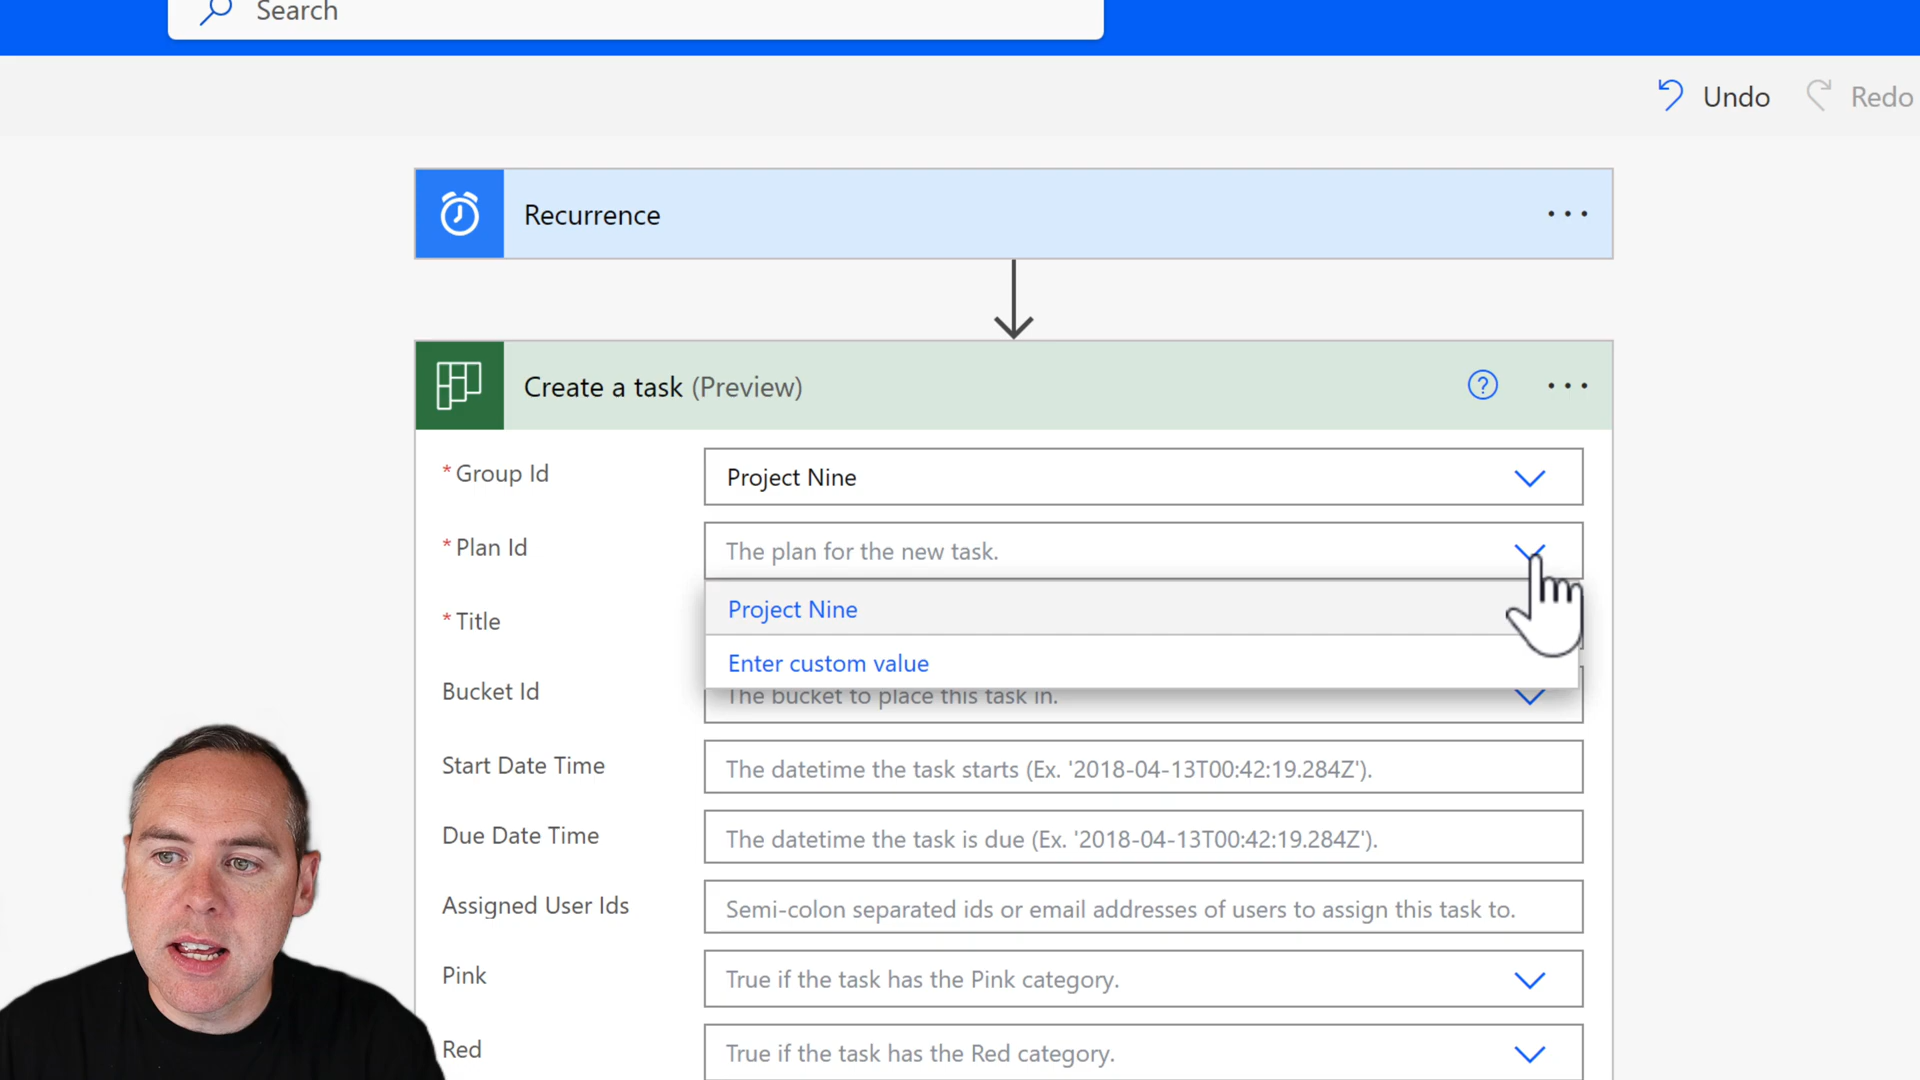 Search
Undo
Redo
Recurrence
Create a task (Preview)
?
* Group Id
Project Nine
* Plan Id
The plan for the new task.
Project Nine
* Title
Enter custom value
Bucket Id
The bucket to place this task in.
Start Date Time
The datetime the task starts (Ex. '2018-04-13T00:42:19.284Z').
Due Date Time
The datetime the task is due (Ex. '2018-04-13T00:42:19.284Z').
Assigned User Ids
Semi-colon separated ids or email addresses of users to assign this task to.
Pink
True if the task has the Pink category.
Red
True if the task has the Red category.